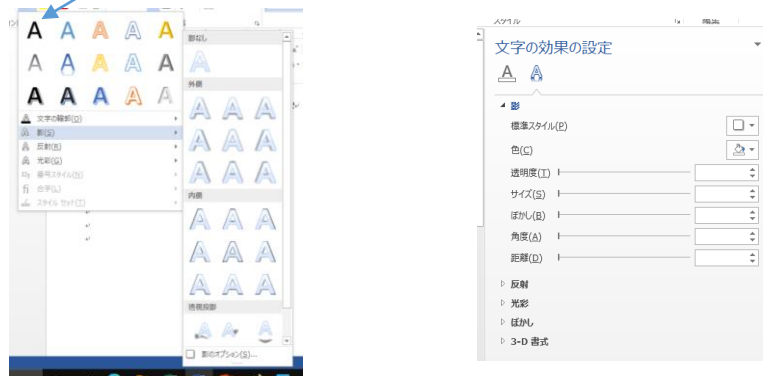 A A A A A
A A A A A
A A A A A
文字の輪郭(O)
影(S)
反射(R)
光彩(G)
番号スタイル(N)
合字(L)
スタイル セット(T)
影なし
外側
内側
透視投影
影のオプション(S)...
スタイル
文字の効果の設定
A A
影
標準スタイル(P)
色(C)
透明度(T)
サイズ(S)
ぼかし(B)
角度(A)
距離(D)
反射
光彩
ぼかし
3-D 書式